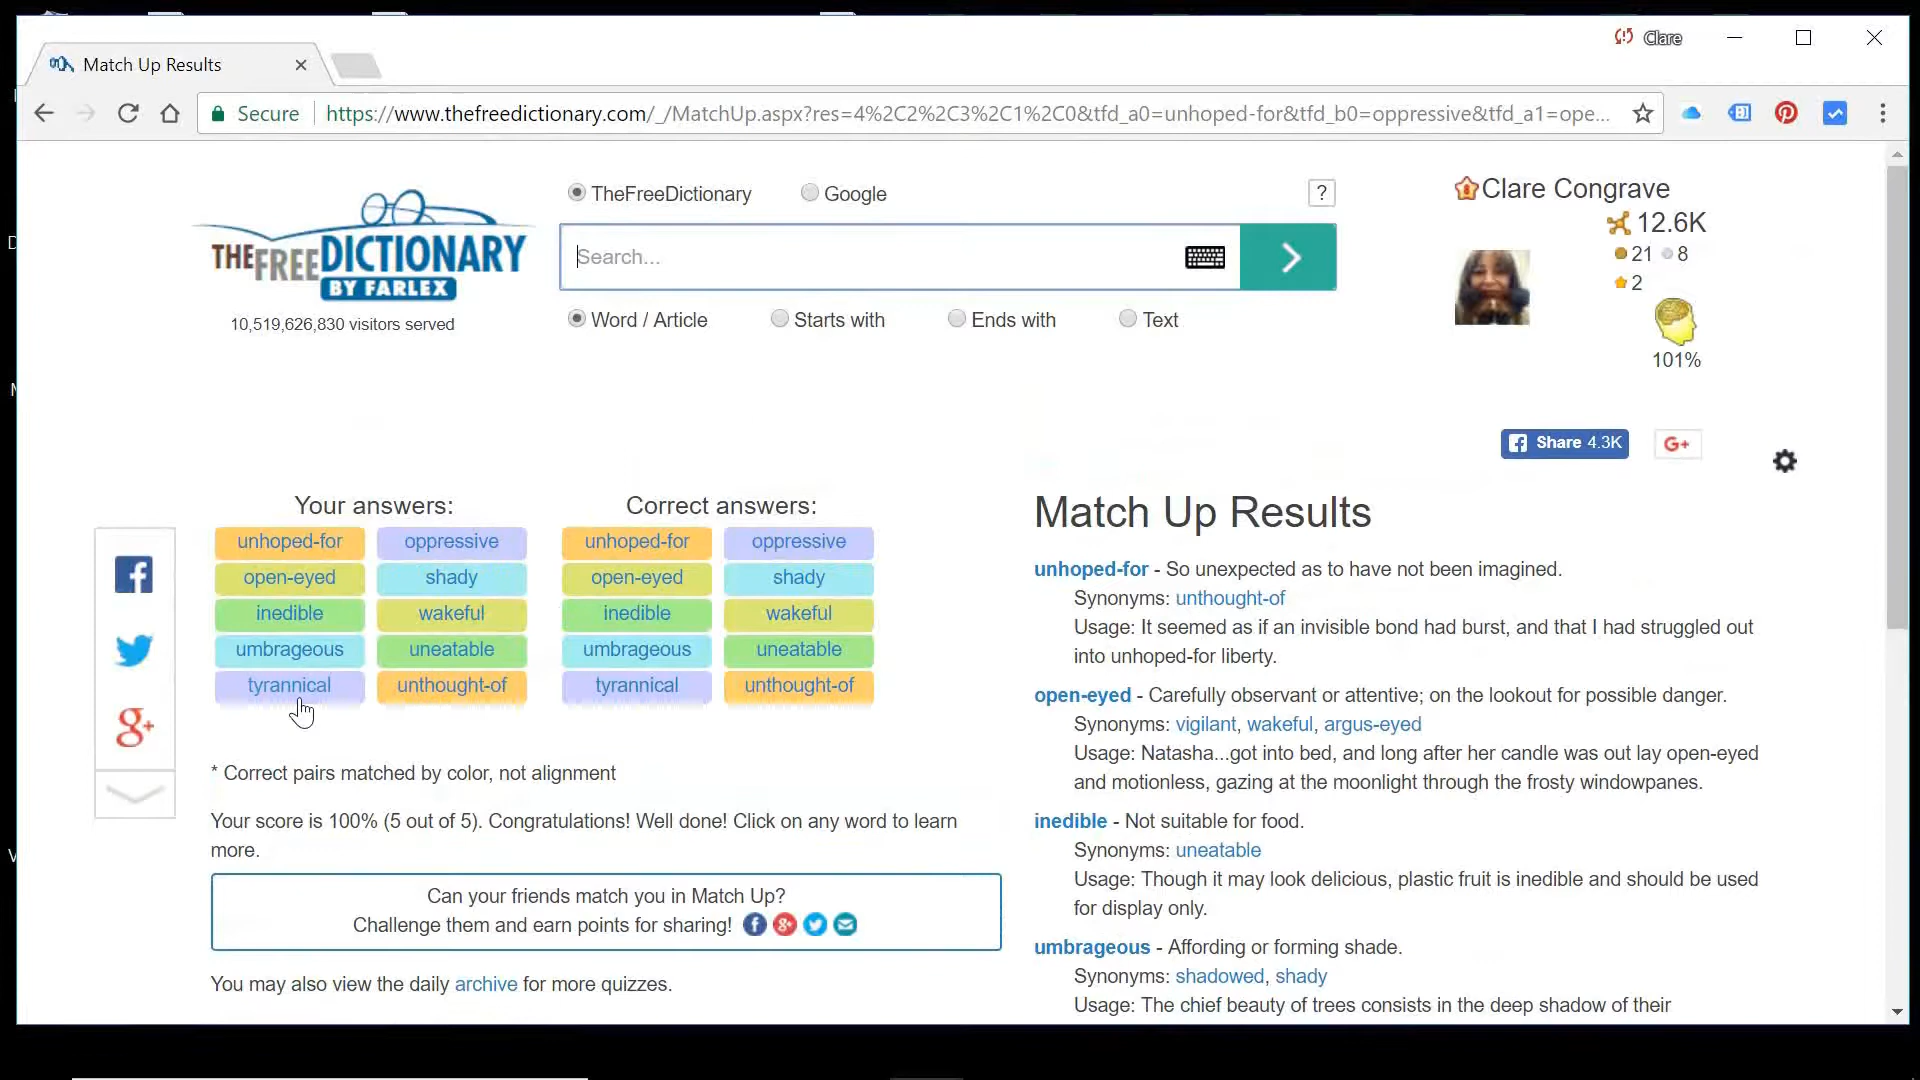 Clare
Match Up Results
Secure
https://www.thefreedictionary.com/_/MatchUp.aspx?res=4%2C2%2C3%2C1%2C0&tfd_a0=unhoped-for&tfd_b0=oppressive&tfd_a1=ope...
TheFreeDictionary
Google
?
Clare Congrave
12.6K
THEFREEDICTIONARY
BY FARLEX
Search...
21 8
2
10,519,626,830 visitors served
Word / Article
Starts with
Ends with
Text
101%
Share 4.3K
G+
Your answers:
Correct answers:
Match Up Results
unhoped-for oppressive unhoped-for oppressive
open-eyed shady open-eyed shady
inedible wakeful inedible wakeful
umbrageous uneatable umbrageous uneatable
tyrannical unthought-of tyrannical unthought-of
* Correct pairs matched by color, not alignment
Your score is 100% (5 out of 5). Congratulations! Well done! Click on any word to learn
more.
Can your friends match you in Match Up?
Challenge them and earn points for sharing!
You may also view the daily archive for more quizzes.
unhoped-for - So unexpected as to have not been imagined.
Synonyms: unthought-of
Usage: It seemed as if an invisible bond had burst, and that I had struggled out
into unhoped-for liberty.
open-eyed - Carefully observant or attentive; on the lookout for possible danger.
Synonyms: vigilant, wakeful, argus-eyed
Usage: Natasha...got into bed, and long after her candle was out lay open-eyed
and motionless, gazing at the moonlight through the frosty windowpanes.
inedible - Not suitable for food.
Synonyms: uneatable
Usage: Though it may look delicious, plastic fruit is inedible and should be used
for display only.
umbrageous - Affording or forming shade.
Synonyms: shadowed, shady
Usage: The chief beauty of trees consists in the deep shadow of their